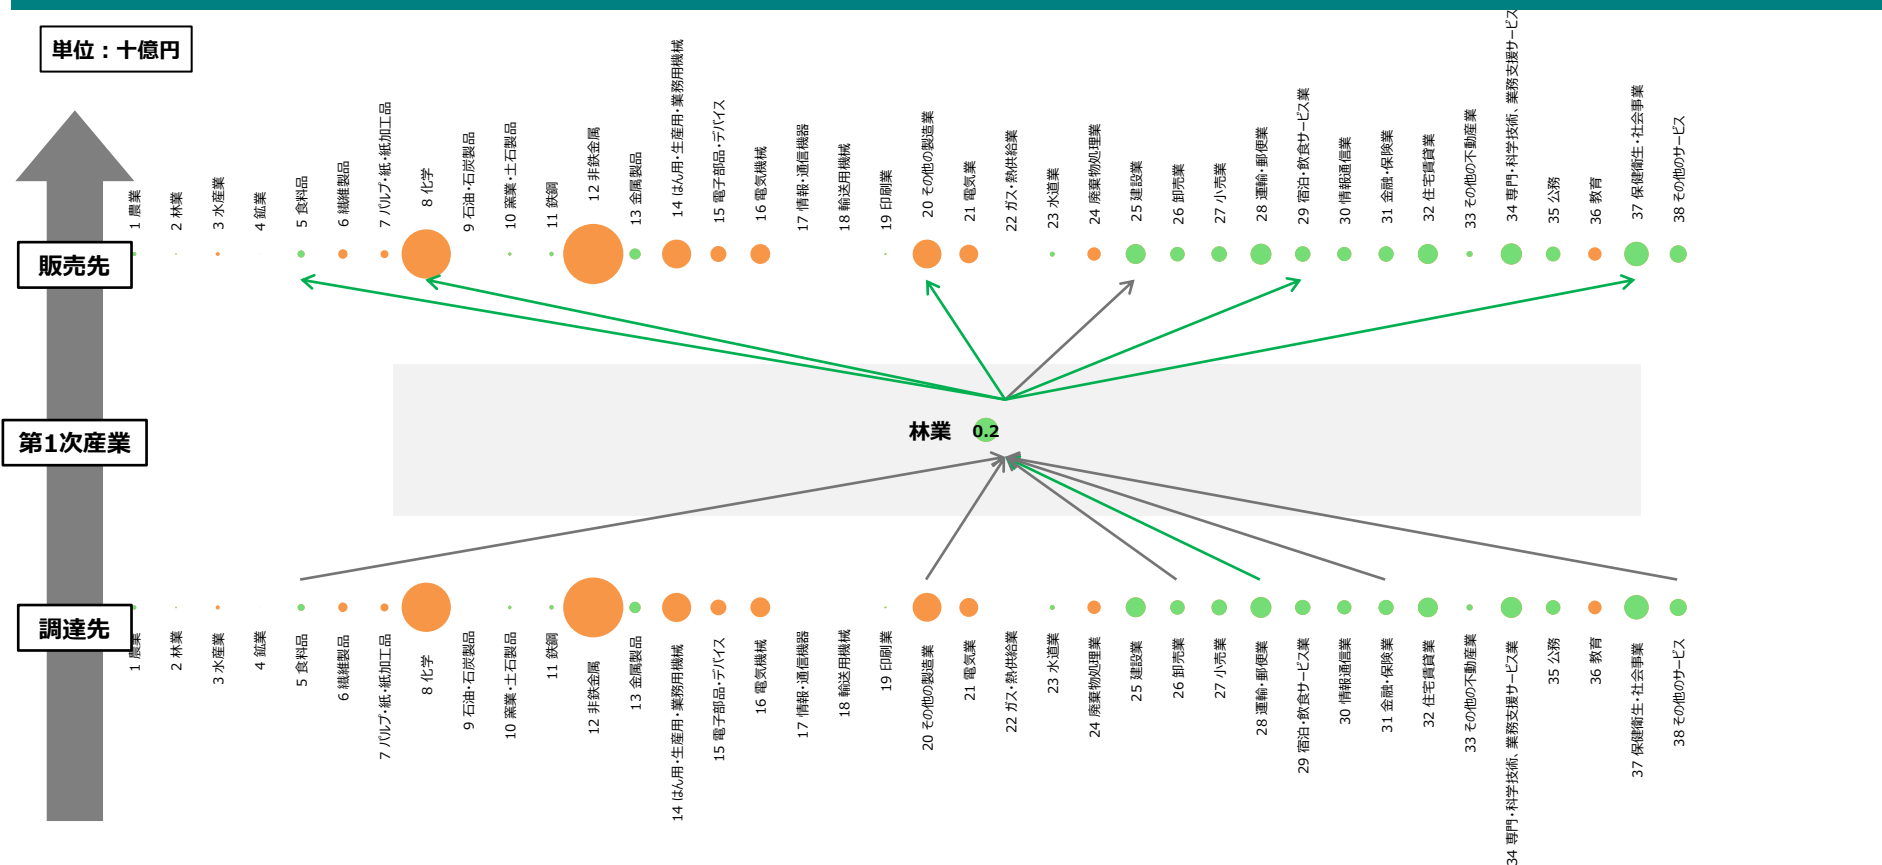 単位：十億円
1 農業
2 林業
3 水産業
4 鉱業
5 食料品
6 繊維製品
7 パルプ・紙・紙加工品
8 化学
9 石油・石炭製品
10 窯業・土石製品
11 鉄鋼
12 非鉄金属
13 金属製品
14 はん用・生産用・業務用機械
15 電子部品・デバイス
16 電気機械
17 情報・通信機器
18 輸送用機械
19 印刷業
20 その他の製造業
21 電気業
22 ガス・熱供給業
23 水道業
24 廃棄物処理業
25 建設業
26 卸売業
27 小売業
28 運輸・郵便業
29 宿泊・飲食サービス業
30 情報通信業
31 金融・保険業
32 住宅賃貸業
33 その他の不動産業
34 専門・科学技術、業務支援サービス
35 公務
36 教育
37 保健衛生・社会事業
38 その他のサービス
販売先
第1次産業
林業 0.2
調達先
1 農業
2 林業
3 水産業
4 鉱業
5 食料品
6 繊維製品
7 パルプ・紙・紙加工品
8 化学
9 石油・石炭製品
10 窯業・土石製品
11 鉄鋼
12 非鉄金属
13 金属製品
14 はん用・生産用・業務用機械
15 電子部品・デバイス
16 電気機械
17 情報・通信機器
18 輸送用機械
19 印刷業
20 その他の製造業
21 電気業
22 ガス・熱供給業
23 水道業
24 廃棄物処理業
25 建設業
26 卸売業
27 小売業
28 運輸・郵便業
29 宿泊・飲食サービス業
30 情報通信業
31 金融・保険業
32 住宅賃貸業
33 その他の不動産業
34 専門・科学技術、業務支援サービス業
35 公務
36 教育
37 保健衛生・社会事業
38 その他のサービス